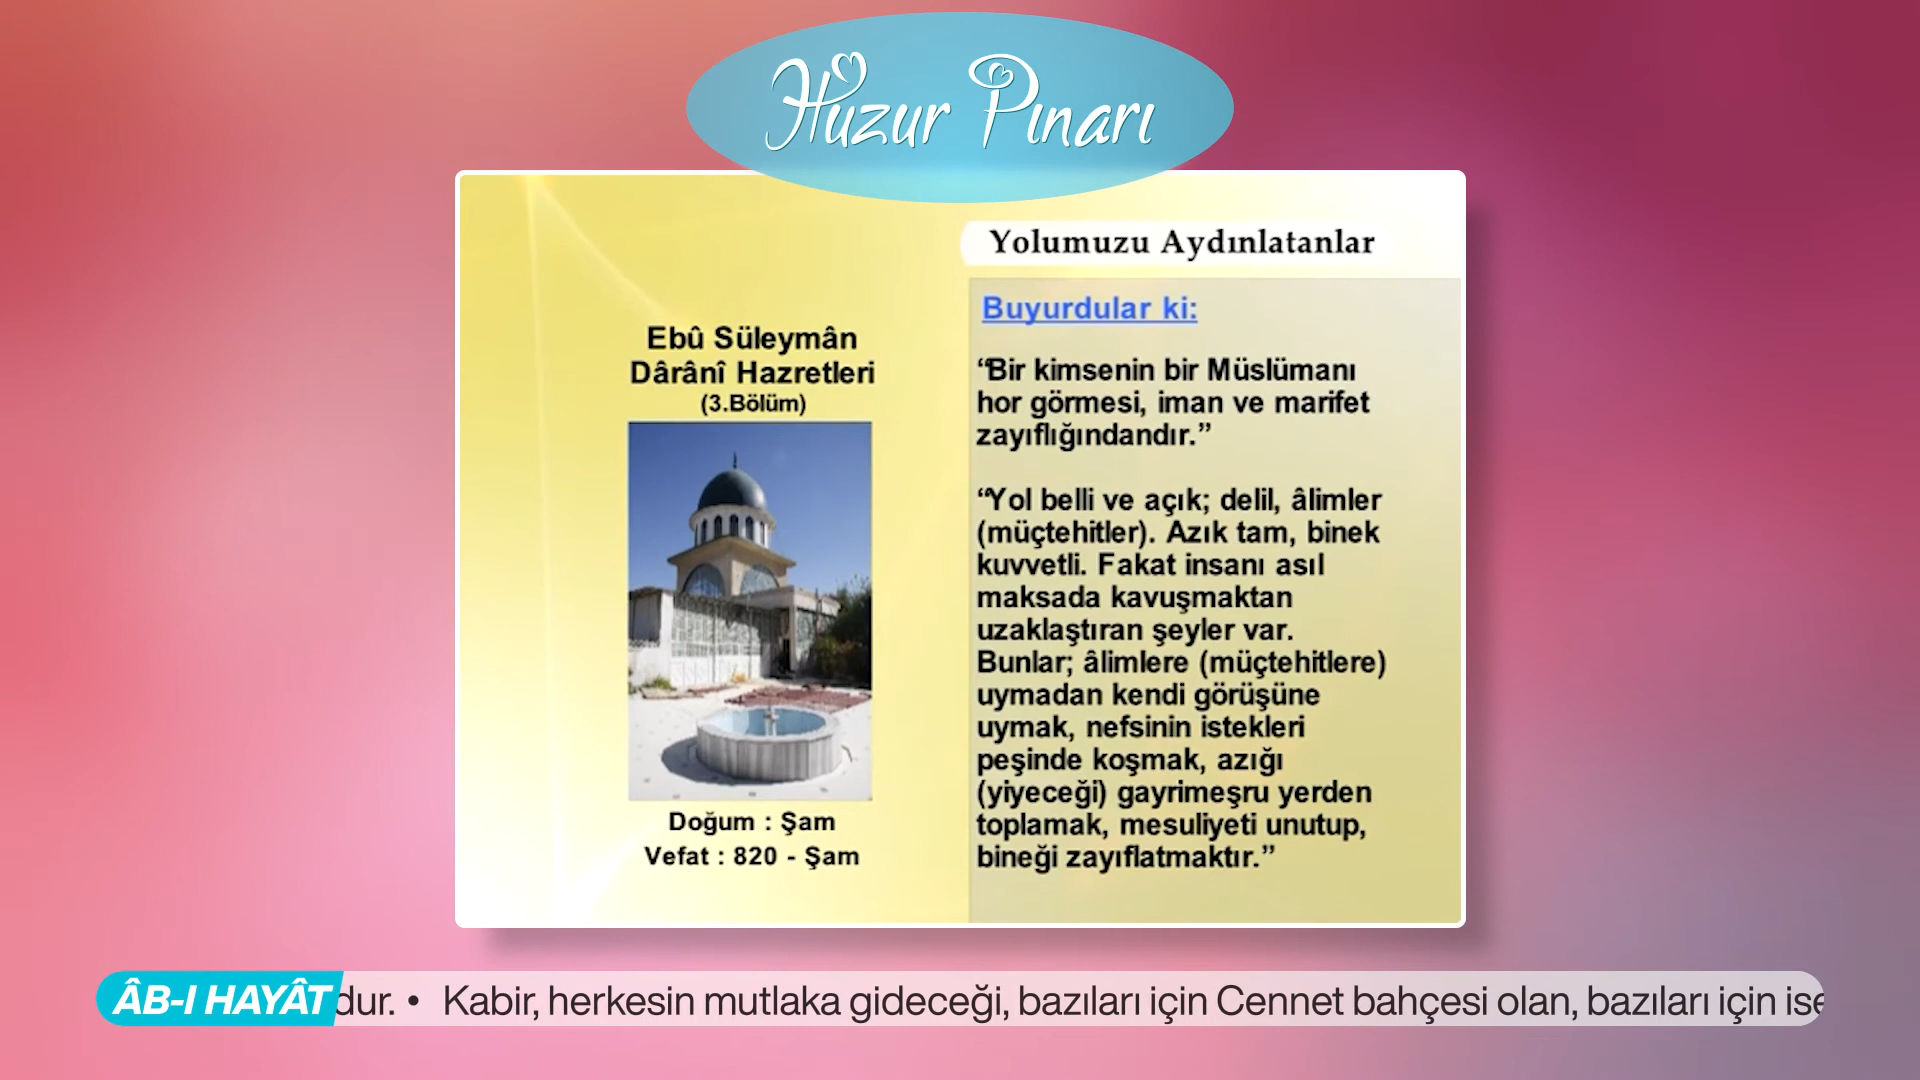 Huzur Pınarı
Yolumuzu Aydınlatanlar
Ebû Süleymân
Dârânî Hazretleri
(3.Bölüm)
Doğum : Şam
Vefat : 820 - Şam
Buyurdular ki:
“Bir kimsenin bir Müslümanı
hor görmesi, iman ve marifet
zayıflığındandır.”
“Yol belli ve açık; delil, âlimler
(müçtehitler). Azık tam, binek
kuvvetli. Fakat insanı asıl
maksada kavuşmaktan
uzaklaştıran şeyler var.
Bunlar; âlimlere (müçtehitlere)
uymadan kendi görüşüne
uymak, nefsinin istekleri
peşinde koşmak, azığı
(yiyeceği) gayrimeşru yerden
toplamak, mesuliyeti unutup,
bineği zayıflatmaktır.”
ÂB-I HAYÂT dur. • Kabir, herkesin mutlaka gideceği, bazıları için Cennet bahçesi olan, bazıları için ise